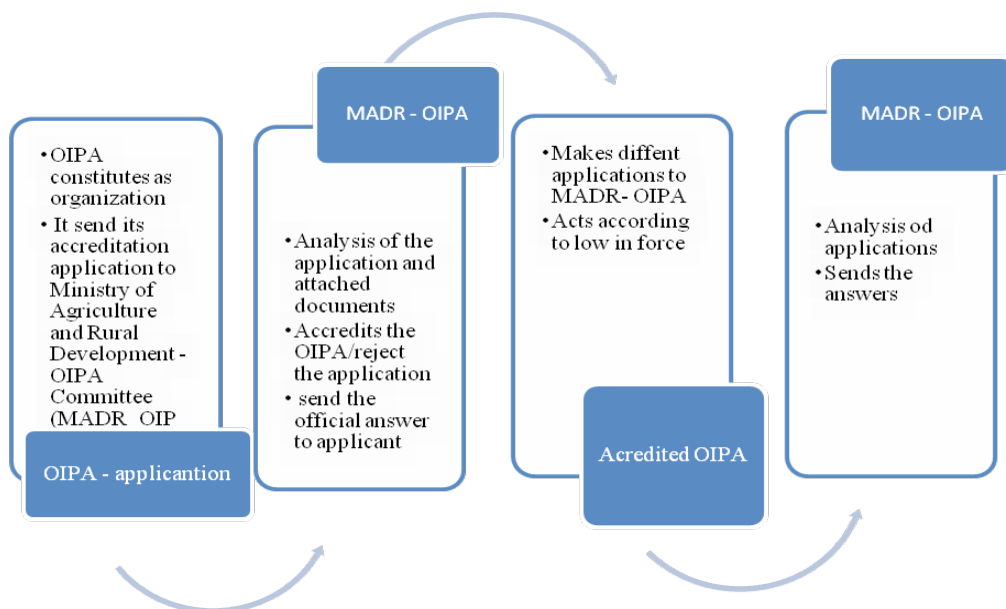 • OIPA
constitutes as
organization
• It send its
accreditation
application to
Ministry of
Agriculture
and Rural
Development -
OIPA
Committee
(MADR OIP
OIPA - applicantion
MADR - OIPA
• Analysis of the
application and
attached
documents
• Accredits the
OIPA/reject
the application
• send the
official answer
to applicant
• Makes diffent
applications to
MADR- OIPA
• Acts according
to low in force
Acredited OIPA
MADR - OIPA
• Analysis od
applications
• Sends the
answers